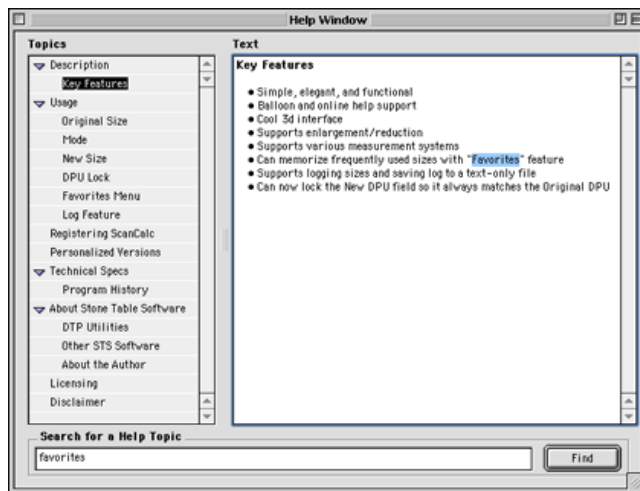 Help Window
Topics
Description
Key Features
Usage
Original Size
Mode
New Size
DPU Lock
Favorites Menu
Log Feature
Registering ScanCalc
Personalized Versions
Technical Specs
Program History
About Stone Table Software
DTP Utilities
Other STS Software
About the Author
Licensing
Disclaimer
Text
Key Features
• Simple, elegant, and functional
• Balloon and online help support
• Cool 3d interface
• Supports enlargement/reduction
• Supports various measurement systems
• Can memorize frequently used sizes with "Favorites" feature
• Supports logging sizes and saving log to a text-only file
• Can now lock the New DPU field so it always matches the Original DPU
Search for a Help Topic
favorites
Find